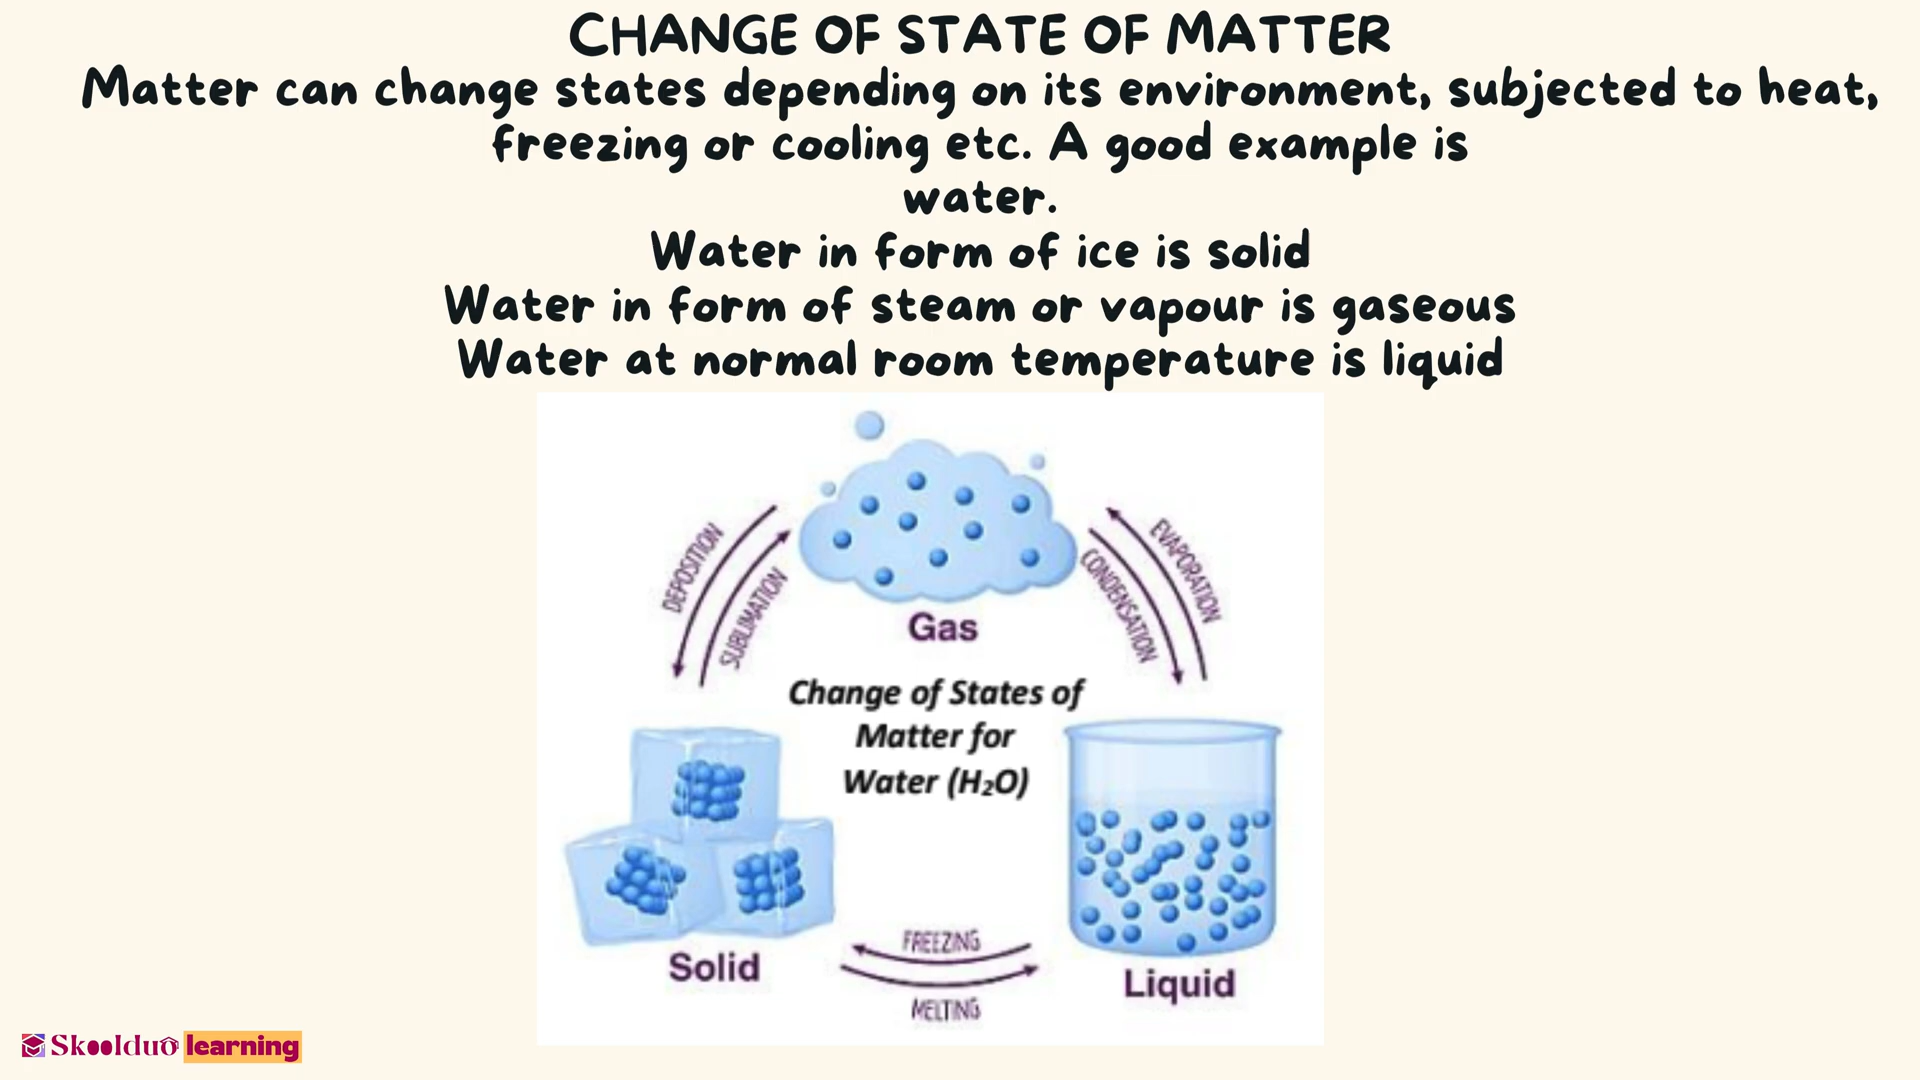 CHANGE OF STATE OF MATTER
Matter can change states depending on its environment, subjected to heat,
freezing or cooling etc. A good example is
water.
Water in form of ice is solid
Water in form of steam or vapour is gaseous
Water at normal room temperature is liquid
DEPOSITION
SUBLIMATION
EVAPORATION
CONDENSATION
Gas
Change of States of
Matter for
Water (H₂O)
Solid
FREEZING
MELTING
Liquid
Skoolduo learning